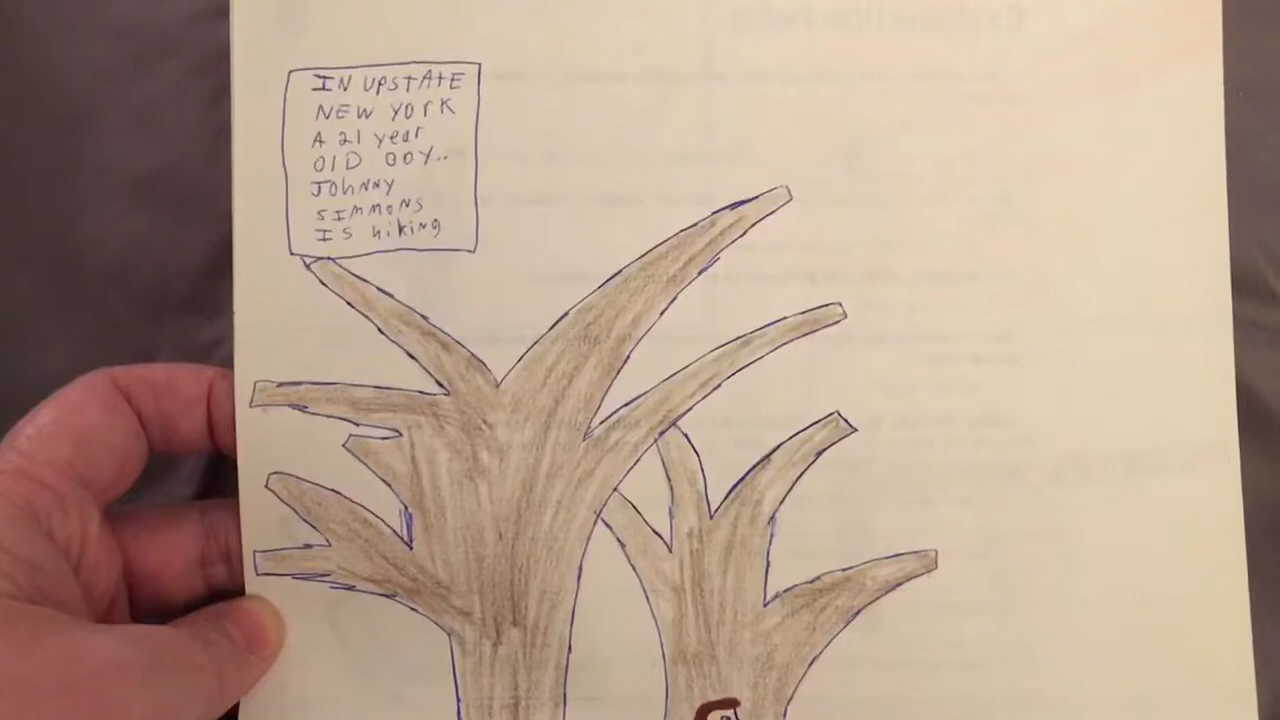 IN UPSTATE
NEW YORK
A 21 year
OLD BOY..
JOHNNY
SIMMONS
IS hiking